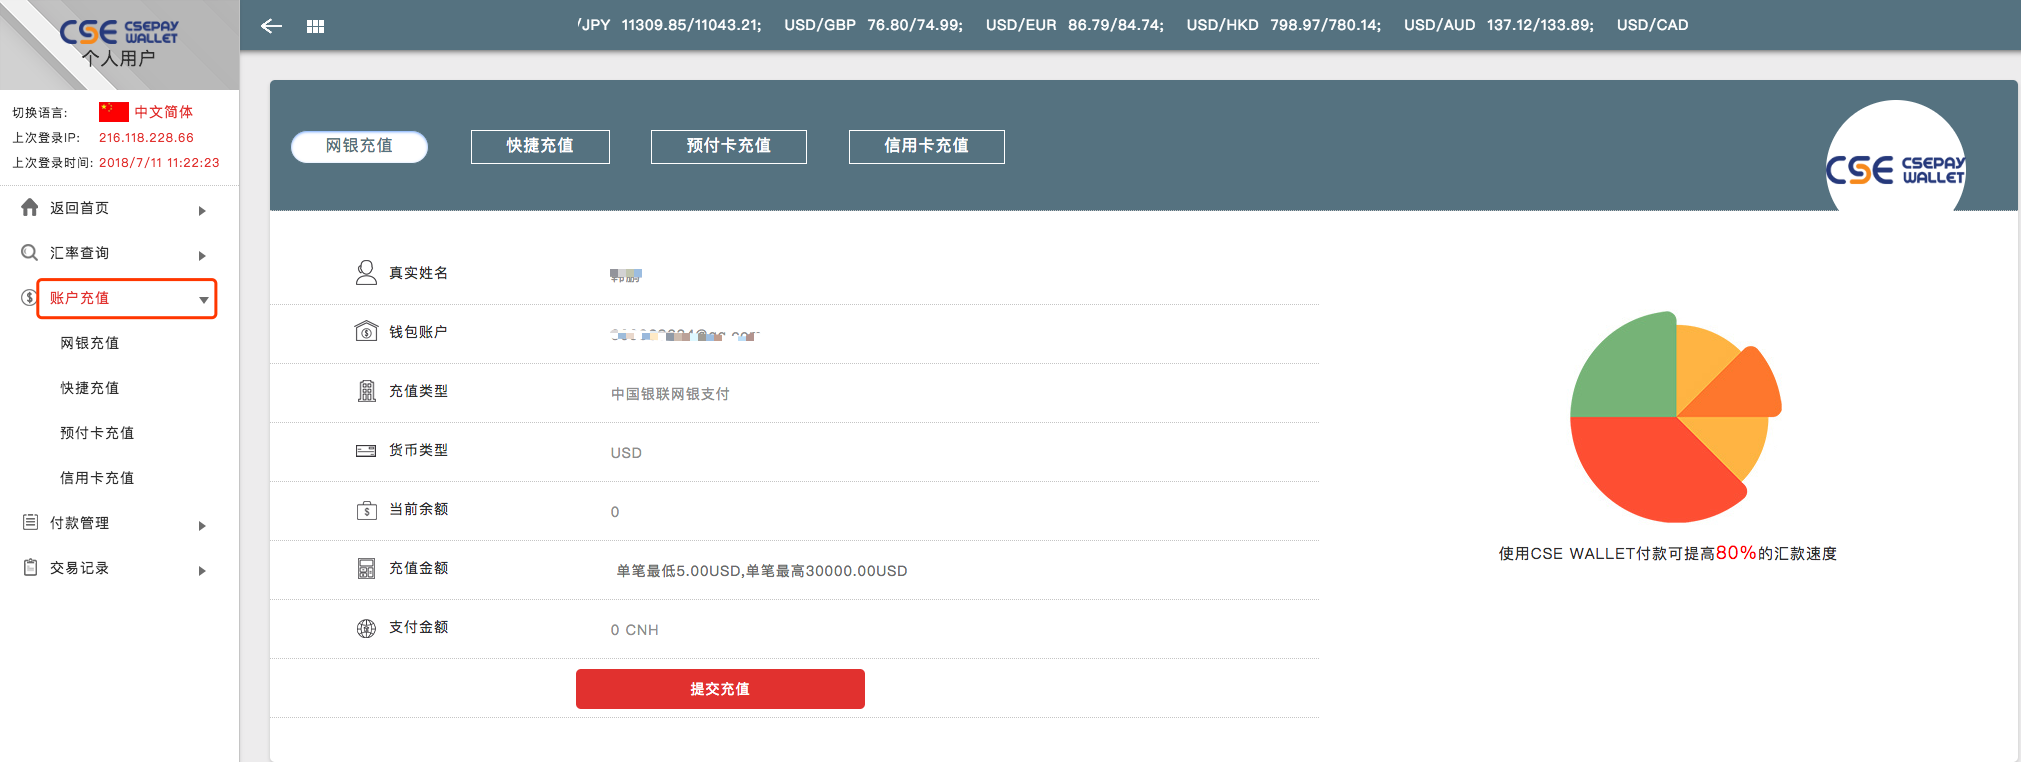 CSE CSEPAY WALLET
个人用户
切换语言: 中文简体
上次登录IP: 216.118.228.66
上次登录时间: 2018/7/11 11:22:23
返回首页
汇率查询
账户充值
网银充值
快捷充值
预付卡充值
信用卡充值
付款管理
交易记录
/JPY 11309.85/11043.21; USD/GBP 76.80/74.99; USD/EUR 86.79/84.74; USD/HKD 798.97/780.14; USD/AUD 137.12/133.89; USD/CAD
网银充值 快捷充值 预付卡充值 信用卡充值
CSE CSEPAY WALLET
真实姓名
钱包账户
充值类型 中国银联网银支付
货币类型 USD
当前余额 0
充值金额 单笔最低5.00USD,单笔最高30000.00USD
支付金额 0 CNH
提交充值
使用CSE WALLET付款可提高80%的汇款速度